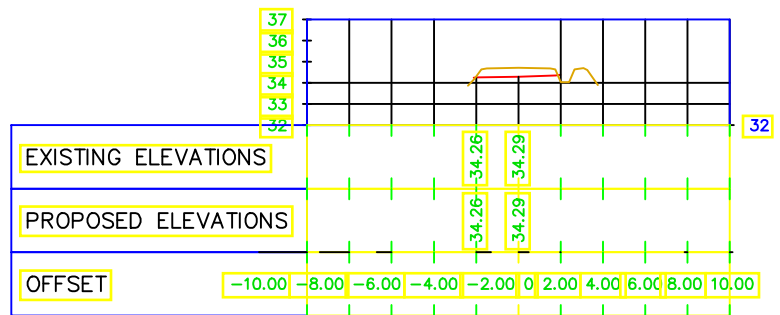 37
36
35
34
33
32
32
EXISTING ELEVATIONS
34.26
34.29
PROPOSED ELEVATIONS
34.26
34.29
OFFSET
-10.00 -8.00 -6.00 -4.00 -2.00 0 2.00 4.00 6.00 8.00 10.00